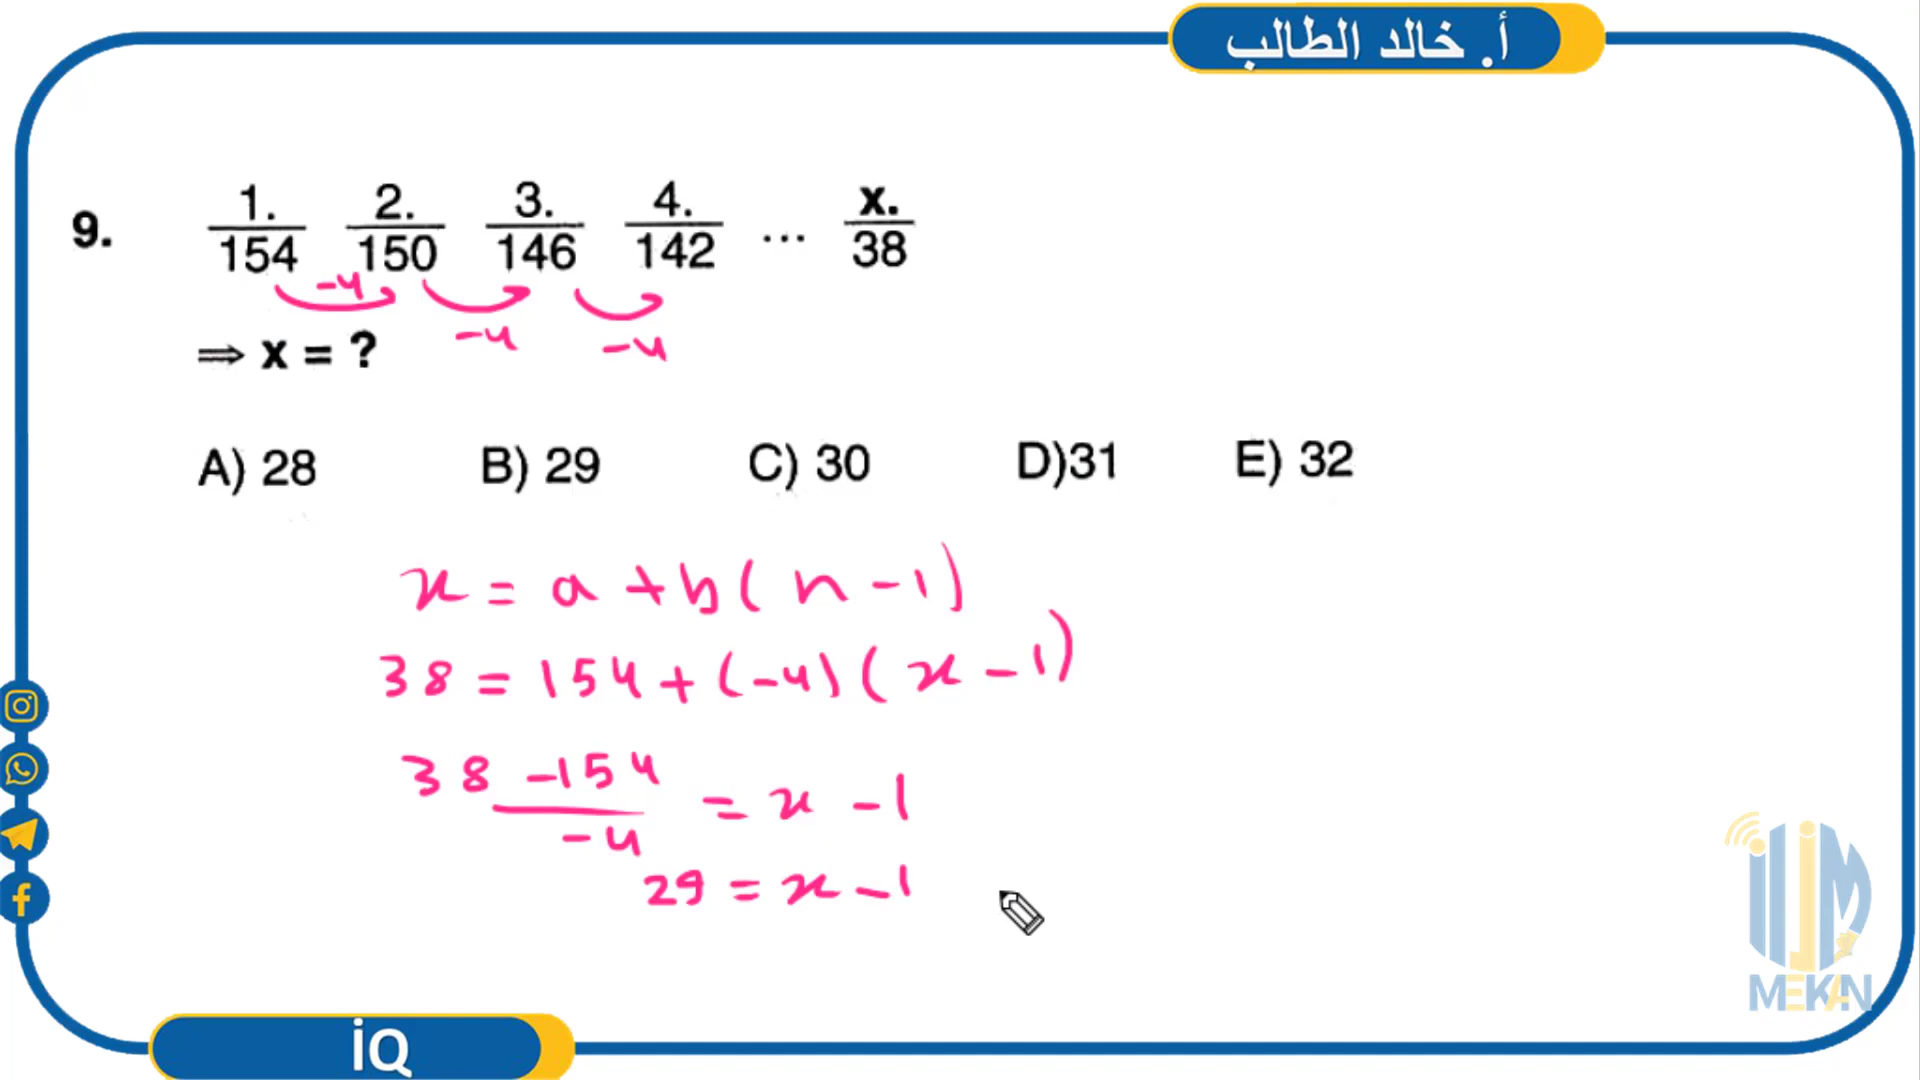 أ. خالد الطالب
9. 1. 2. 3. 4. ... x.
154 150 146 142 38
-4 -4 -4
⇒ x = ?
A) 28 B) 29 C) 30 D)31 E) 32
x = a + b ( n - 1 )
38 = 154 + (-4) ( x - 1 )
38 - 154
-4
= x - 1
29 = x - 1
MEKAN
İQ